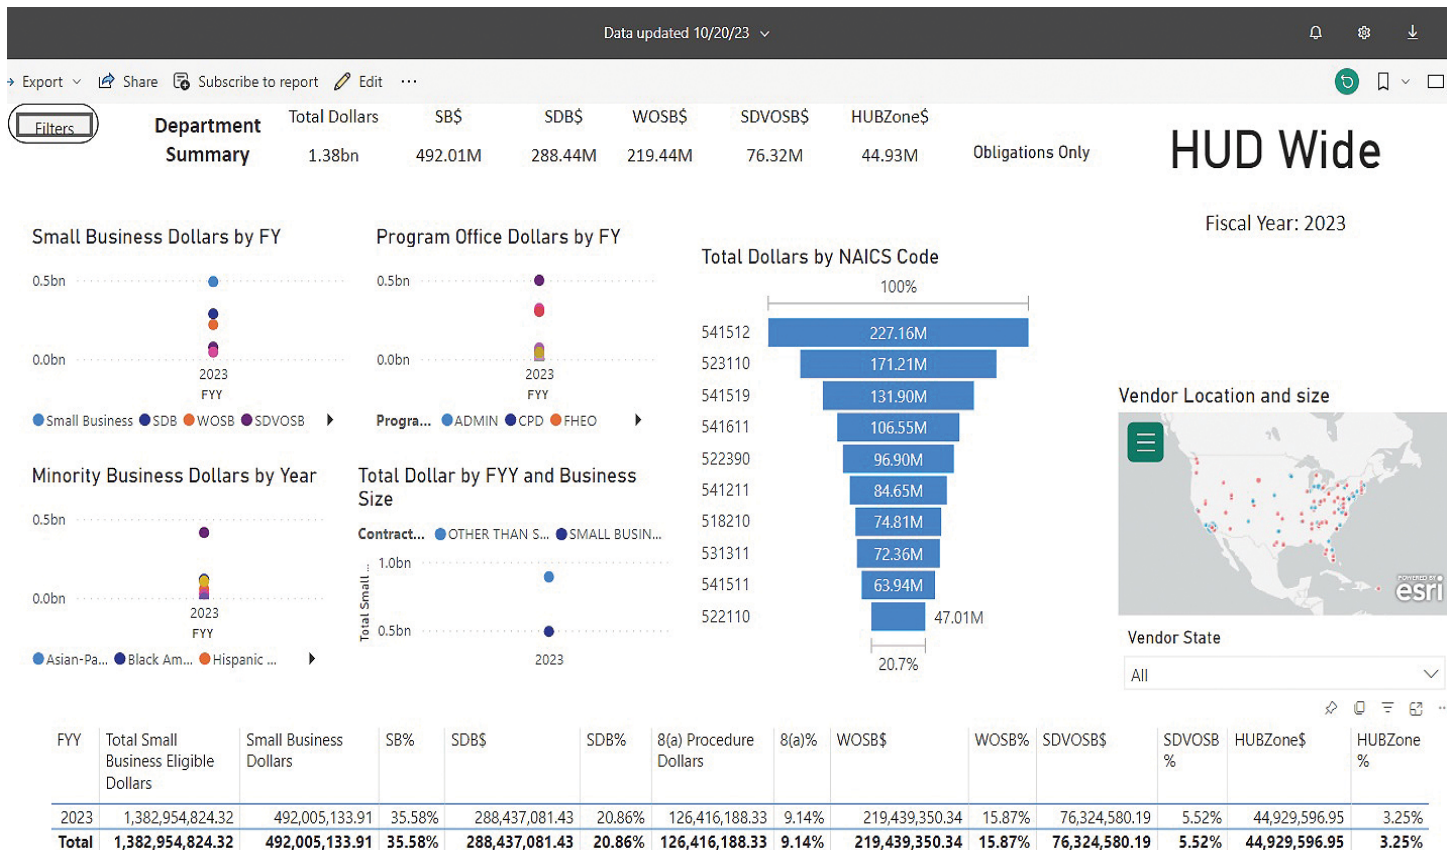 Data updated 10/20/23
Export Share Subscribe to report Edit ...
Filters
Department Summary
Total Dollars SB$ SDB$ WOSB$ SDVOSB$ HUBZone$
1.38bn 492.01M 288.44M 219.44M 76.32M 44.93M
Obligations Only
HUD Wide
Fiscal Year: 2023
Small Business Dollars by FY
0.5bn
0.0bn
2023
FYY
Small Business SDB WOSB SDVOSB
Program Office Dollars by FY
0.5bn
0.0bn
2023
FYY
Progra... ADMIN CPD FHEO
Minority Business Dollars by Year
0.5bn
0.0bn
2023
FYY
Asian-Pa... Black Am... Hispanic ...
Total Dollar by FYY and Business
Size
Contract... OTHER THAN S... SMALL BUSIN...
Total Small ...
1.0bn
0.5bn
2023
Total Dollars by NAICS Code
100%
541512 227.16M
523110 171.21M
541519 131.90M
541611 106.55M
522390 96.90M
541211 84.65M
518210 74.81M
531311 72.36M
541511 63.94M
522110 47.01M
20.7%
Vendor Location and size
POWERED BY
esri
Vendor State
All
FYY Total Small Business Eligible Dollars Small Business Dollars SB% SDB$ SDB% 8(a) Procedure Dollars 8(a)% WOSB$ WOSB% SDVOSB$ SDVOSB % HUBZone$ HUBZone %
2023 1,382,954,824.32 492,005,133.91 35.58% 288,437,081.43 20.86% 126,416,188.33 9.14% 219,439,350.34 15.87% 76,324,580.19 5.52% 44,929,596.95 3.25%
Total 1,382,954,824.32 492,005,133.91 35.58% 288,437,081.43 20.86% 126,416,188.33 9.14% 219,439,350.34 15.87% 76,324,580.19 5.52% 44,929,596.95 3.25%